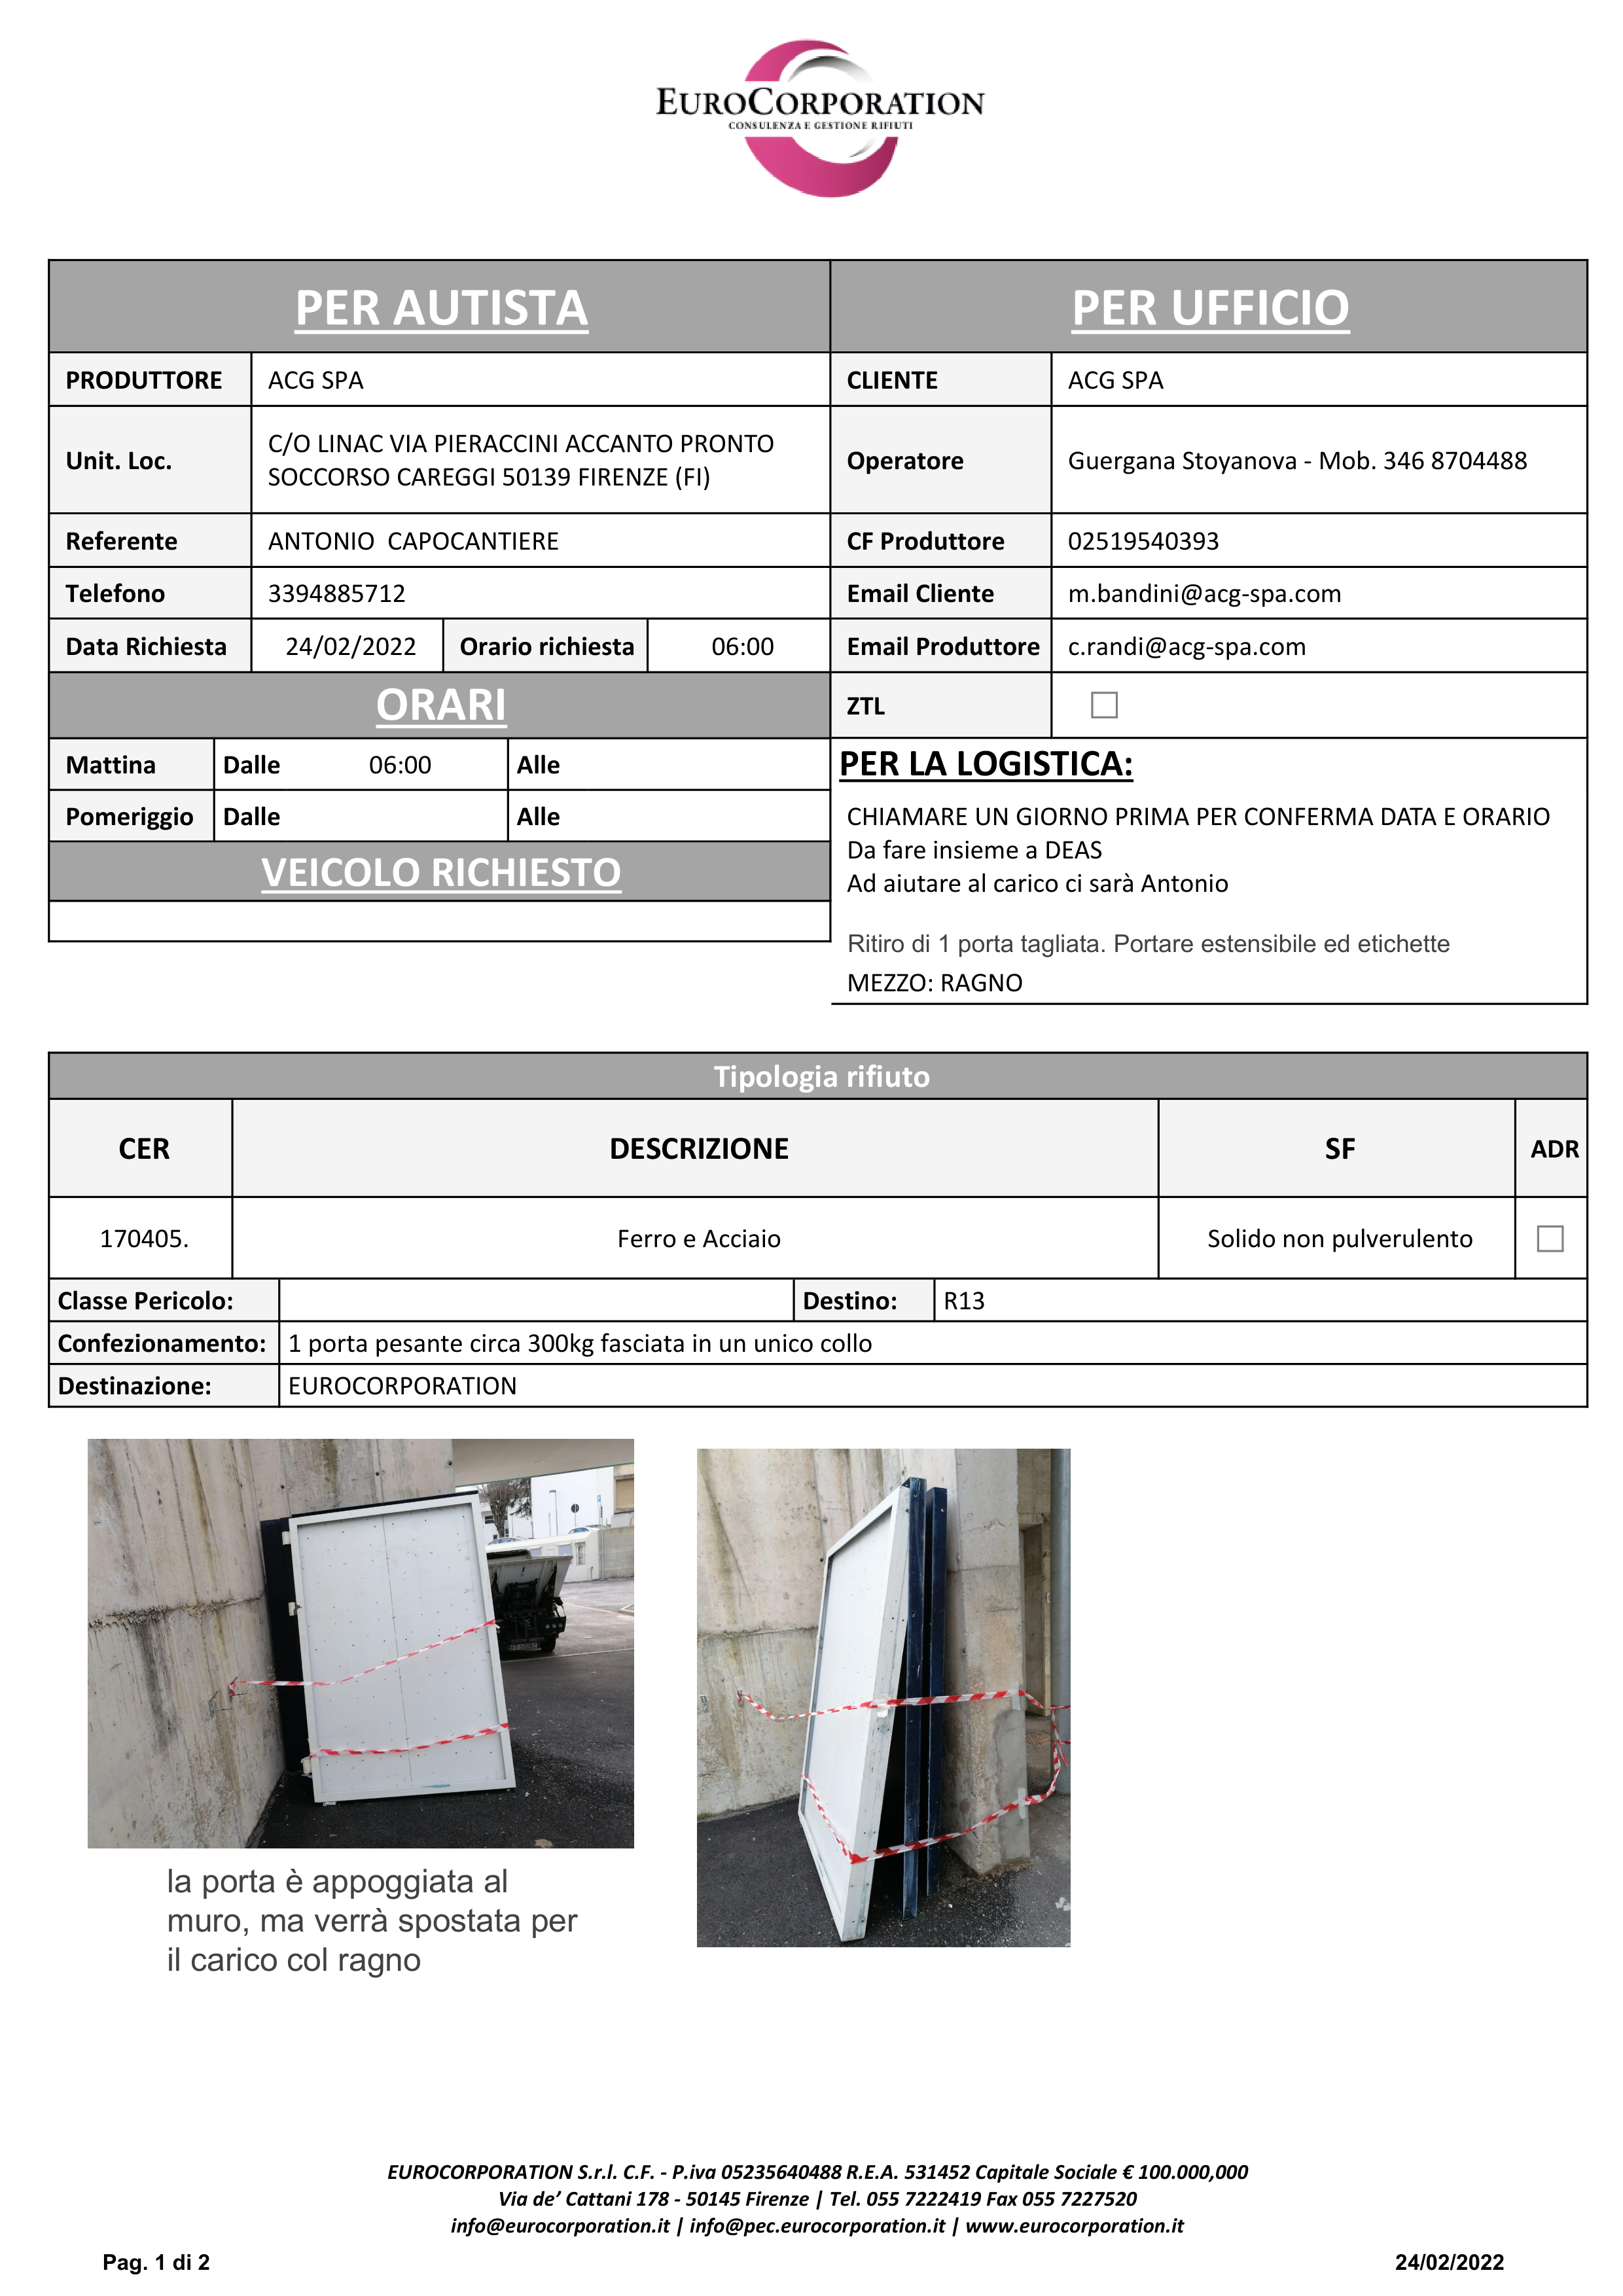 EUROCORPORATION
CONSULENZA E GESTIONE RIFIUTI
PER AUTISTA
PRODUTTORE ACG SPA
Unit. Loc. C/O LINAC VIA PIERACCINI ACCANTO PRONTO
SOCCORSO CAREGGI 50139 FIRENZE (FI)
Referente ANTONIO CAPOCANTIERE
Telefono 3394885712
Data Richiesta 24/02/2022 Orario richiesta 06:00
ORARI
Mattina Dalle 06:00 Alle
Pomeriggio Dalle Alle
VEICOLO RICHIESTO
PER UFFICIO
CLIENTE ACG SPA
Operatore Guergana Stoyanova - Mob. 346 8704488
CF Produttore 02519540393
Email Cliente m.bandini@acg-spa.com
Email Produttore c.randi@acg-spa.com
ZTL
PER LA LOGISTICA:
CHIAMARE UN GIORNO PRIMA PER CONFERMA DATA E ORARIO
Da fare insieme a DEAS
Ad aiutare al carico ci sarà Antonio
Ritiro di 1 porta tagliata. Portare estensibile ed etichette
MEZZO: RAGNO
Tipologia rifiuto
CER DESCRIZIONE SF ADR
170405. Ferro e Acciaio Solido non pulverulento
Classe Pericolo: Destino: R13
Confezionamento: 1 porta pesante circa 300kg fasciata in un unico collo
Destinazione: EUROCORPORATION
la porta è appoggiata al
muro, ma verrà spostata per
il carico col ragno
EUROCORPORATION S.r.l. C.F. - P.iva 05235640488 R.E.A. 531452 Capitale Sociale € 100.000,000
Via de’ Cattani 178 - 50145 Firenze | Tel. 055 7222419 Fax 055 7227520
info@eurocorporation.it | info@pec.eurocorporation.it | www.eurocorporation.it
Pag. 1 di 2 24/02/2022